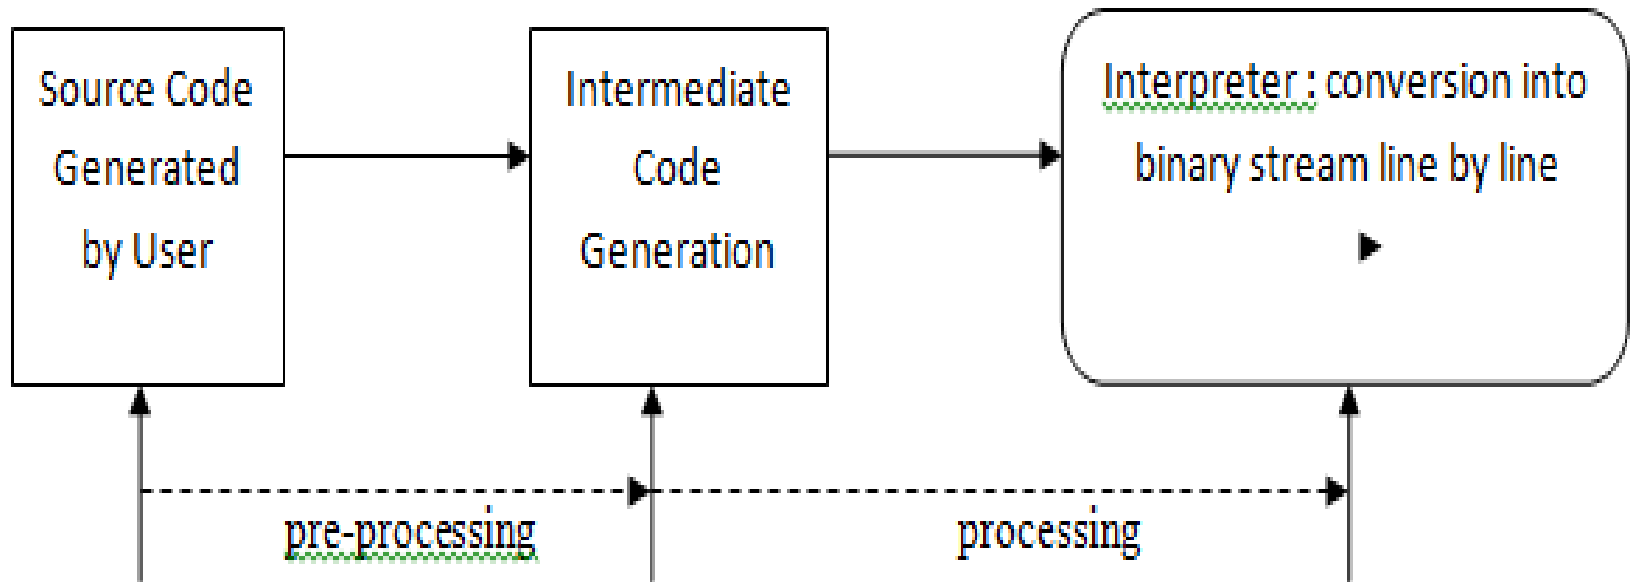 Source Code
Generated
by User
Intermediate
Code
Generation
Interpreter : conversion into
binary stream line by line
pre-processing
processing